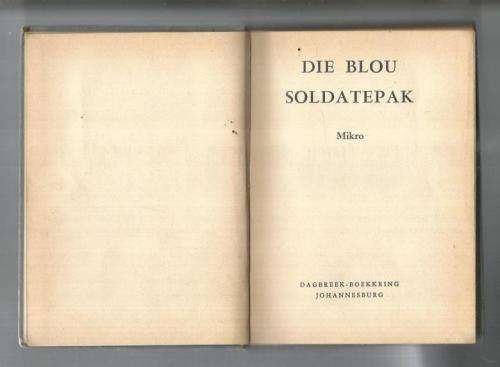 DIE BLOU
SOLDATEPAK
Mikro
DAGBREEK-BOEKKRING
JOHANNESBURG